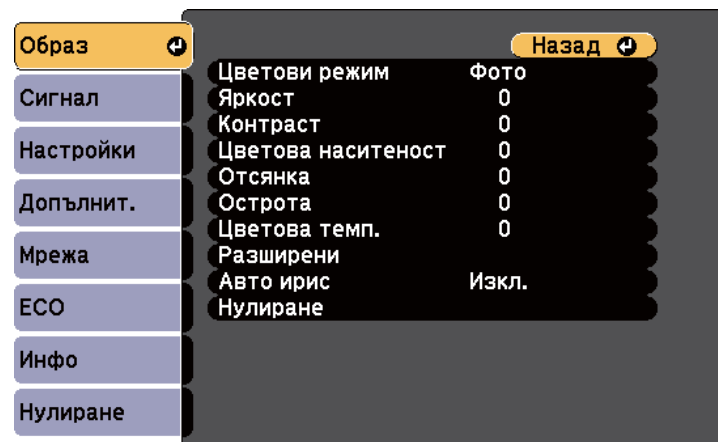 Образ
Сигнал
Настройки
Допълнит.
Мрежа
ECO
Инфо
Нулиране
Назад
Цветови режим Фото
Яркост 0
Контраст 0
Цветова наситеност 0
Отсянка 0
Острота 0
Цветова темп. 0
Разширени
Авто ирис Изкл.
Нулиране